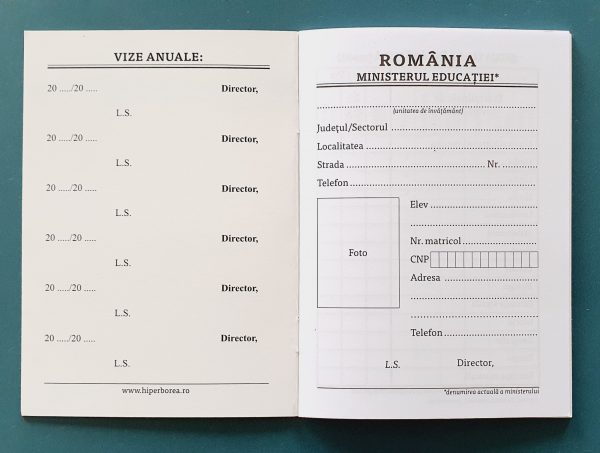 VIZE ANUALE:
20 ...../20 ..... Director,
L.S.
20 ...../20 ..... Director,
L.S.
20 ...../20 ..... Director,
L.S.
20 ...../20 ..... Director,
L.S.
20 ...../20 ..... Director,
L.S.
20 ...../20 ..... Director,
L.S.
www.hiperborea.ro
ROMÂNIA
MINISTERUL EDUCAȚIEI*
(unitatea de învățământ)
Județul/Sectorul
Localitatea
Strada Nr.
Telefon
Foto
Elev
Nr. matricol
CNP
Adresa
Telefon
L.S. Director,
*denumirea actuală a ministerului